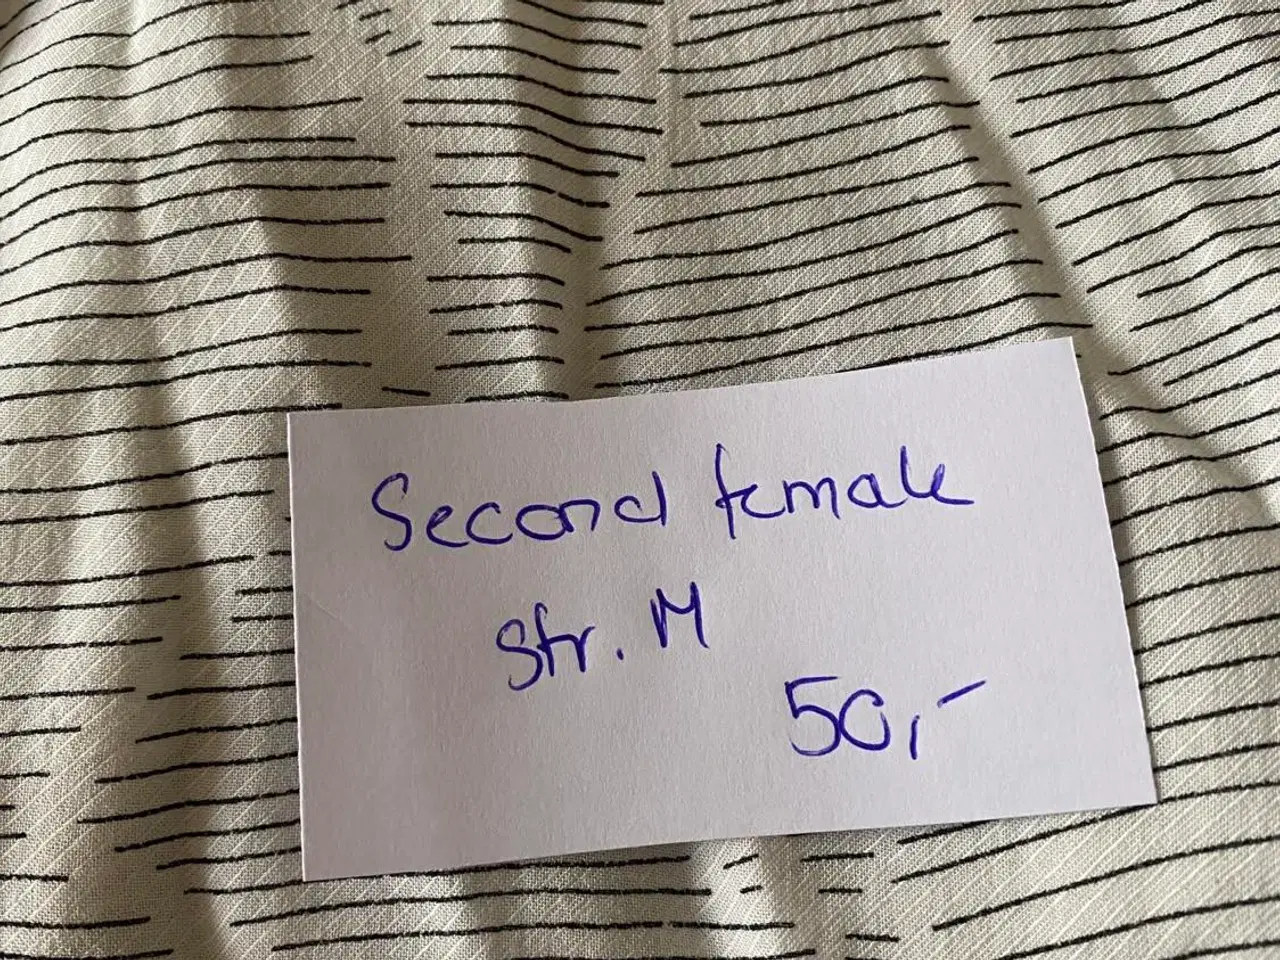 Second female
Str. M
50,-